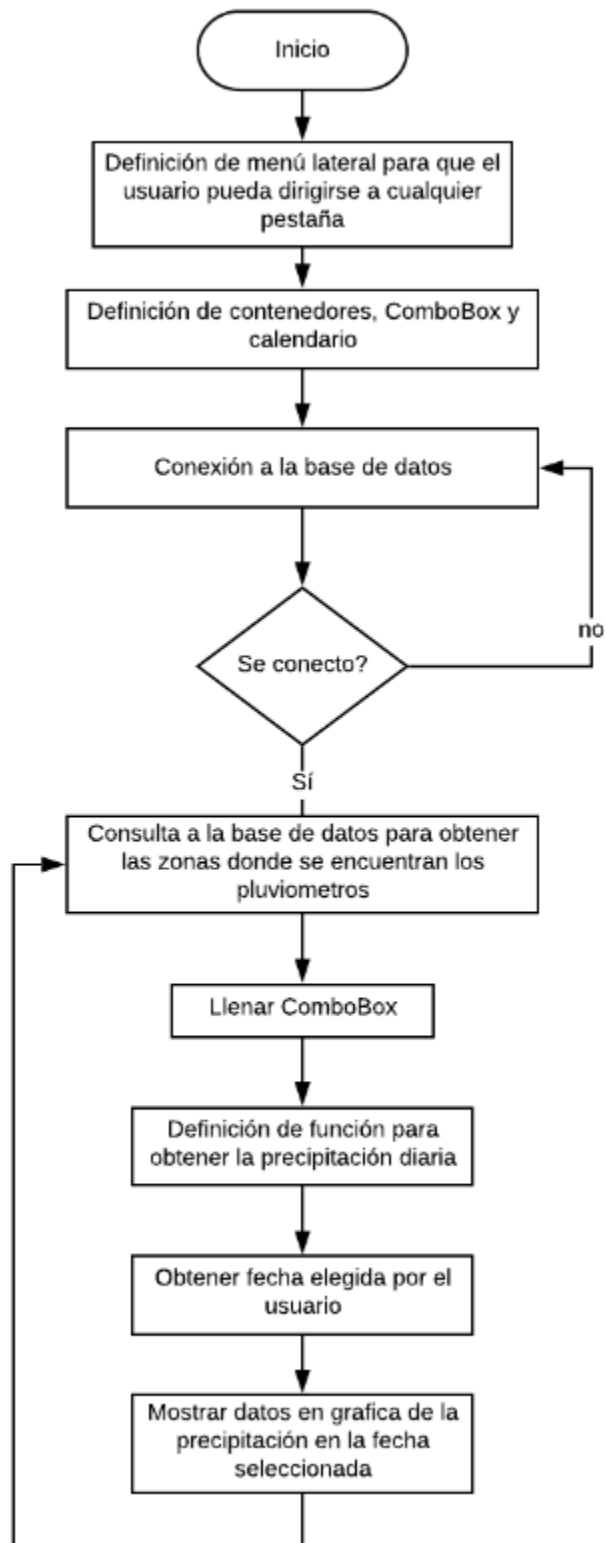 Inicio
Definición de menú lateral para que el
usuario pueda dirigirse a cualquier
pestaña
Definición de contenedores, ComboBox y
calendario
Conexión a la base de datos
no
Se conecto?
Sí
Consulta a la base de datos para obtener
las zonas donde se encuentran los
pluviometros
Llenar ComboBox
Definición de función para
obtener la precipitación diaria
Obtener fecha elegida por el
usuario
Mostrar datos en grafica de la
precipitación en la fecha
seleccionada